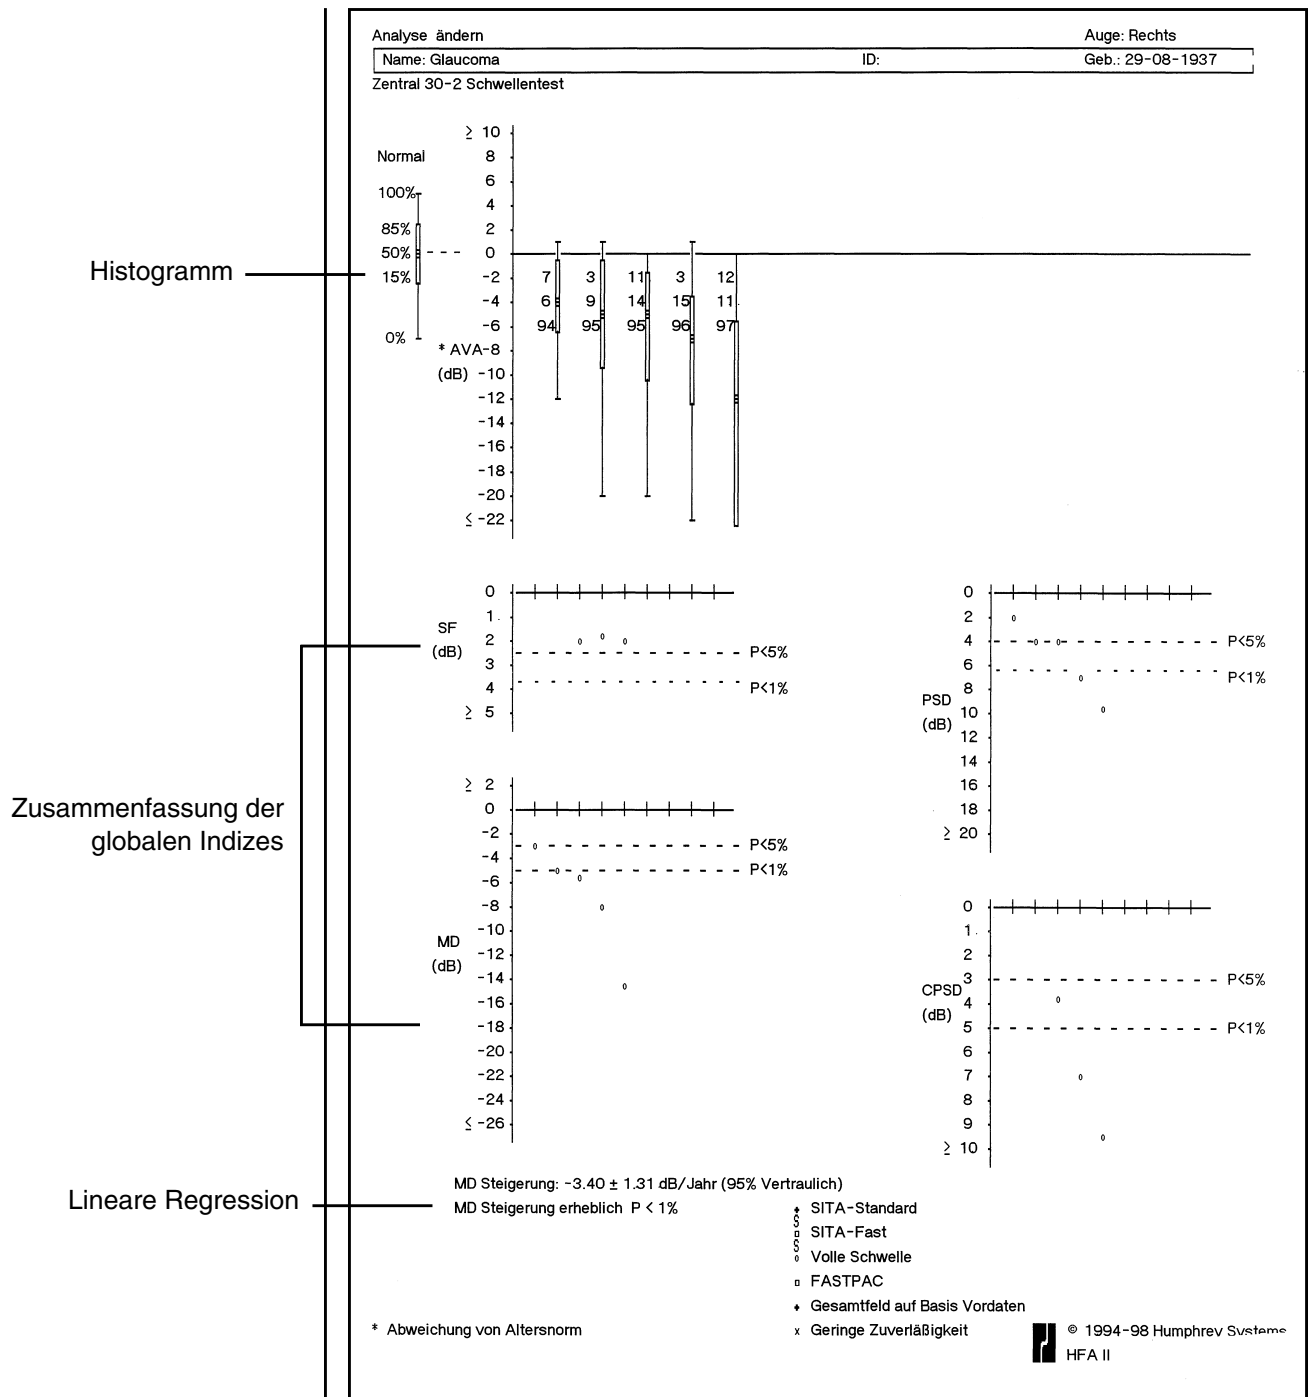 Analyse ändern
Auge: Rechts
Name: Glaucoma
ID:
Geb.: 29-08-1937
Zentral 30-2 Schwellentest
Normal
100%
85%
50%
15%
0%
Histogramm
≥ 10
8
6
4
2
0
-2
-4
-6
* AVA-8
(dB) -10
-12
-14
-16
-18
-20
≤ -22
7 3 11 3 12
6 9 14 15 11
94 95 95 96 97
SF
(dB)
0
1
2
3
4
≥ 5
P<5%
P<1%
PSD
(dB)
0
2
4
6
8
10
12
14
16
18
≥ 20
P<5%
P<1%
Zusammenfassung der
globalen Indizes
MD
(dB)
≥ 2
0
-2
-4
-6
-8
-10
-12
-14
-16
-18
-20
-22
-24
≤ -26
P<5%
P<1%
CPSD
(dB)
0
1
2
3
4
5
6
7
8
9
≥ 10
P<5%
P<1%
Lineare Regression
MD Steigerung: -3.40 ± 1.31 dB/Jahr (95% Vertraulich)
MD Steigerung erheblich P < 1%
SITA-Standard
S
SITA-Fast
S
Volle Schwelle
FASTPAC
Gesamtfeld auf Basis Vordaten
x Geringe Zuverläßigkeit
* Abweichung von Altersnorm
© 1994-98 Humphrey Systems
HFA II